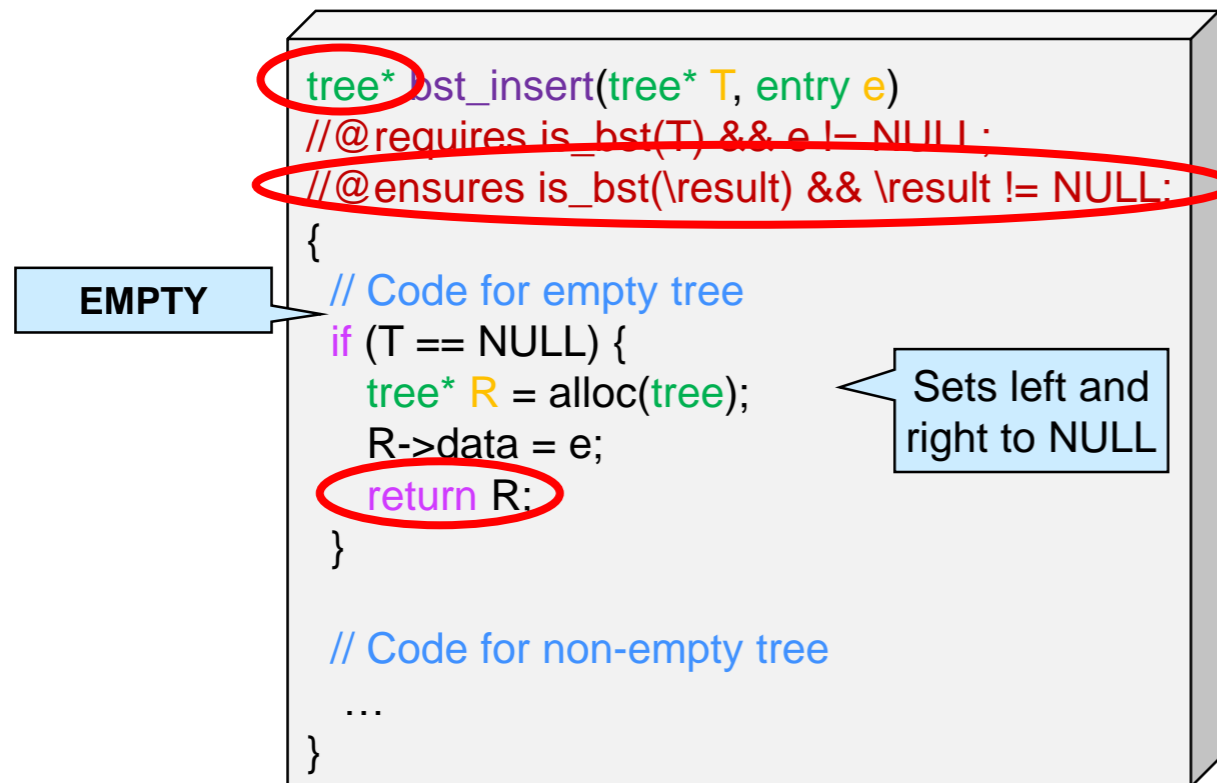 tree* bst_insert(tree* T, entry e)
//@requires is_bst(T) && e != NULL;
//@ensures is_bst(\result) && \result != NULL;
{
EMPTY
// Code for empty tree
if (T == NULL) {
tree* R = alloc(tree);
Sets left and
right to NULL
R->data = e;
return R;
}
// Code for non-empty tree
…
}